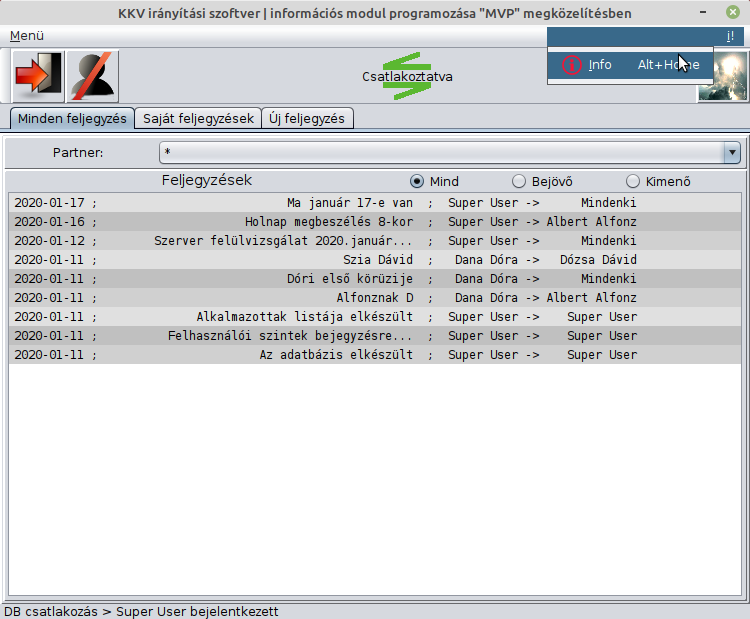 KKV irányítási szoftver | információs modul programozása "MVP" megközelítésben
Menü i!
Info Alt+Home
Csatlakoztatva
Minden feljegyzés Saját feljegyzések Új feljegyzés
Partner: *
Feljegyzések Mind Bejövő Kimenő
2020-01-17 ; Ma január 17-e van ; Super User -> Mindenki
2020-01-16 ; Holnap megbeszélés 8-kor ; Super User -> Albert Alfonz
2020-01-12 ; Szerver felülvizsgálat 2020.január... ; Super User -> Mindenki
2020-01-11 ; Szia Dávid ; Dana Dóra -> Dózsa Dávid
2020-01-11 ; Dóri első körüzije ; Dana Dóra -> Mindenki
2020-01-11 ; Alfonznak D ; Dana Dóra -> Albert Alfonz
2020-01-11 ; Alkalmazottak listája elkészült ; Super User -> Super User
2020-01-11 ; Felhasználói szintek bejegyzésre... ; Super User -> Super User
2020-01-11 ; Az adatbázis elkészült ; Super User -> Super User
DB csatlakozás > Super User bejelentkezett